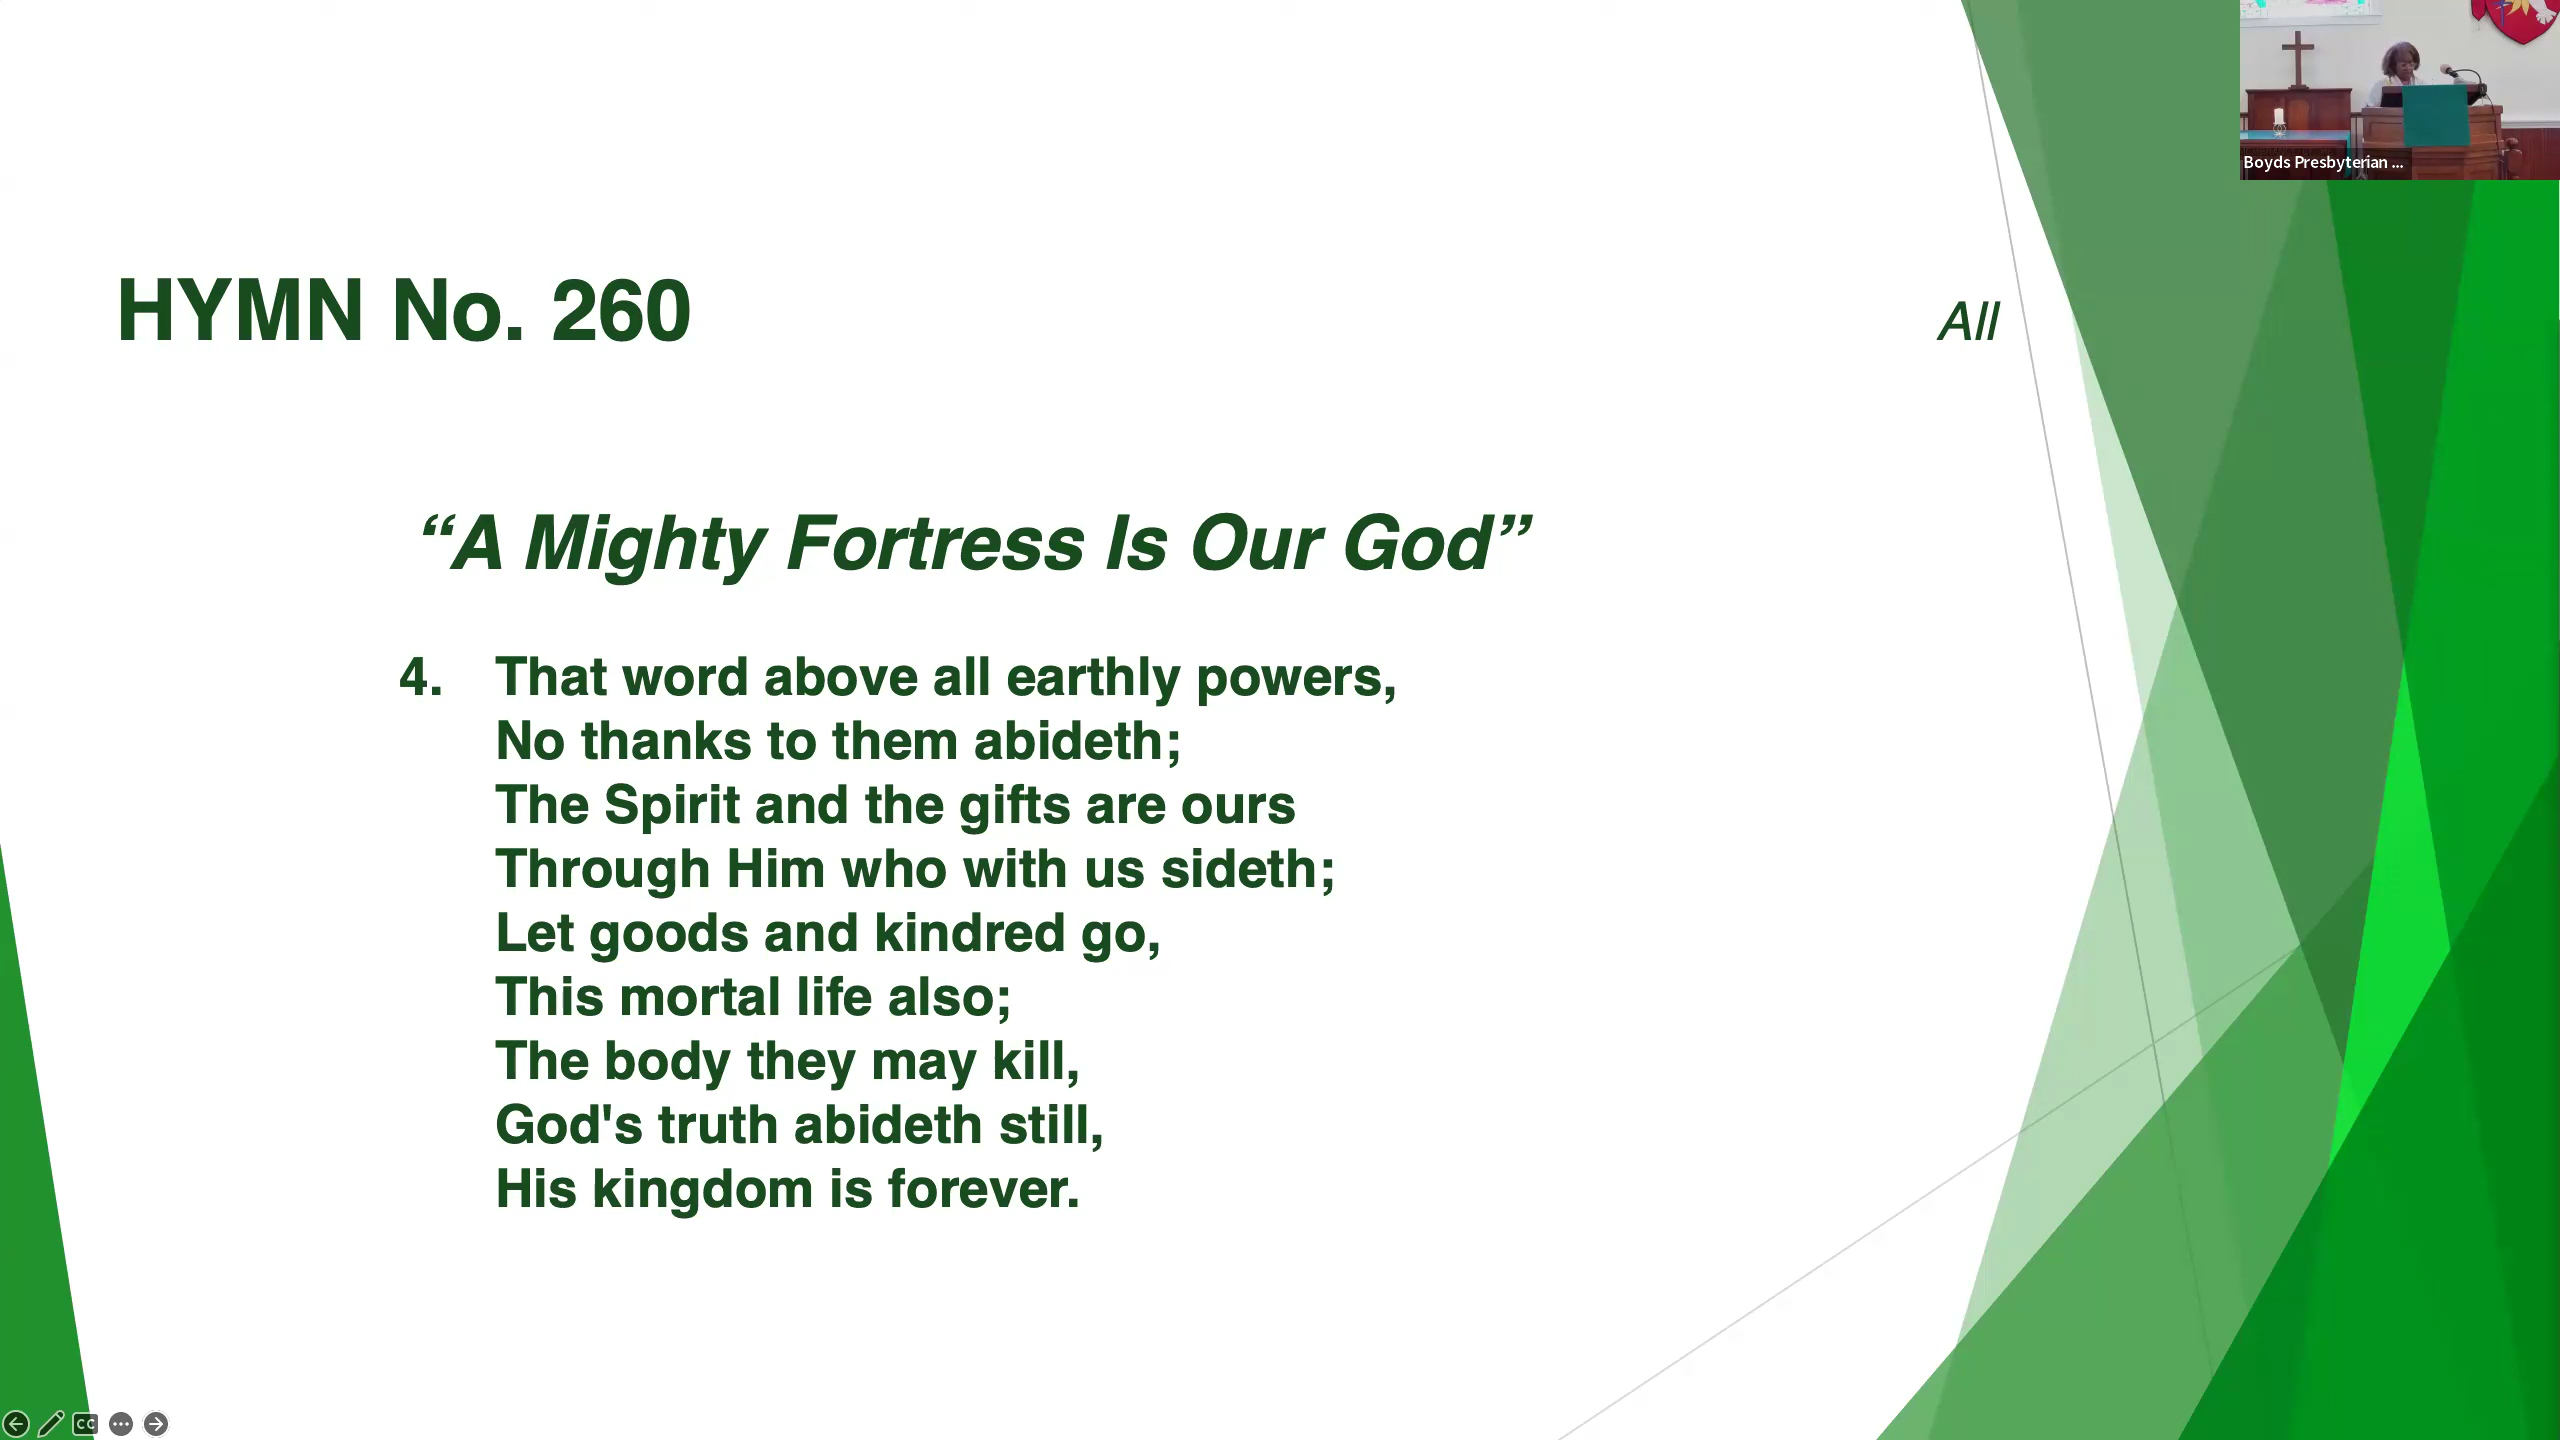 Boyds Presbyterian ...
HYMN No. 260
All
“A Mighty Fortress Is Our God”
4. That word above all earthly powers,
No thanks to them abideth;
The Spirit and the gifts are ours
Through Him who with us sideth;
Let goods and kindred go,
This mortal life also;
The body they may kill,
God's truth abideth still,
His kingdom is forever.
CC